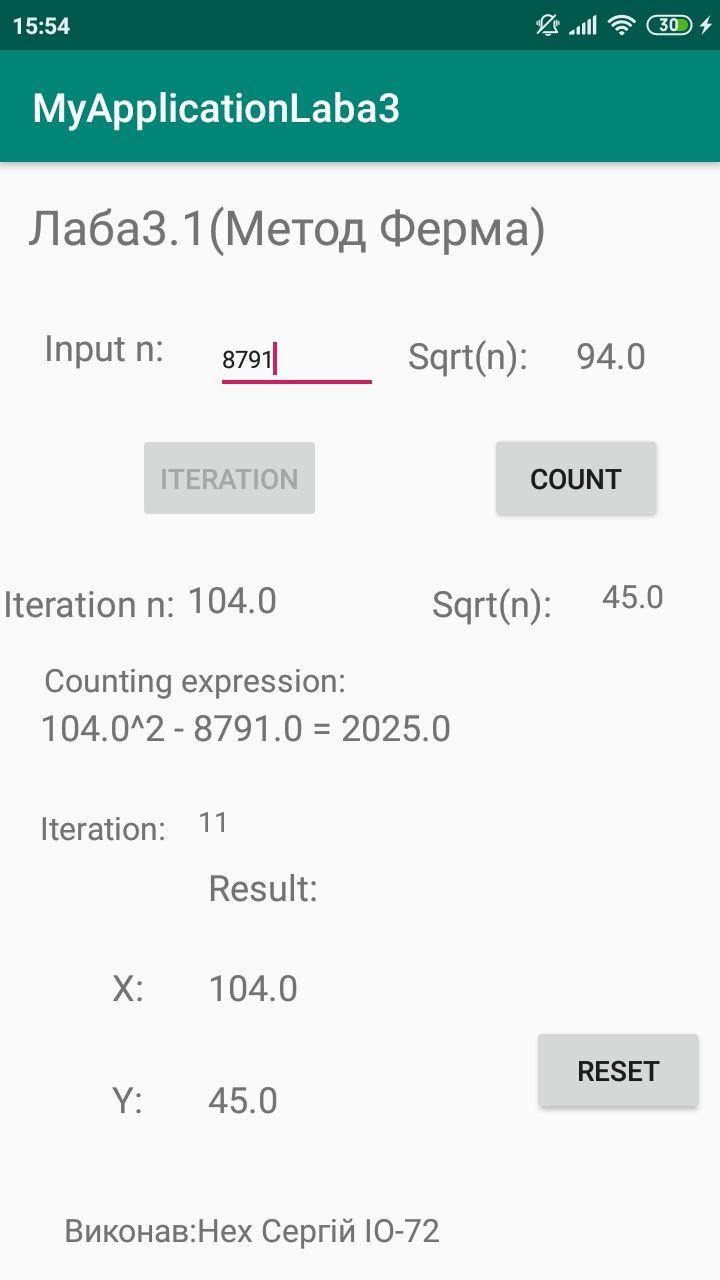 15:54
30
MyApplicationLaba3
Лаба3.1(Метод Ферма)
Input n: 8791 Sqrt(n): 94.0
ITERATION COUNT
Iteration n: 104.0 Sqrt(n): 45.0
Counting expression:
104.0^2 - 8791.0 = 2025.0
Iteration: 11
Result:
X: 104.0
RESET
Y: 45.0
Виконав:Нех Сергій ІО-72